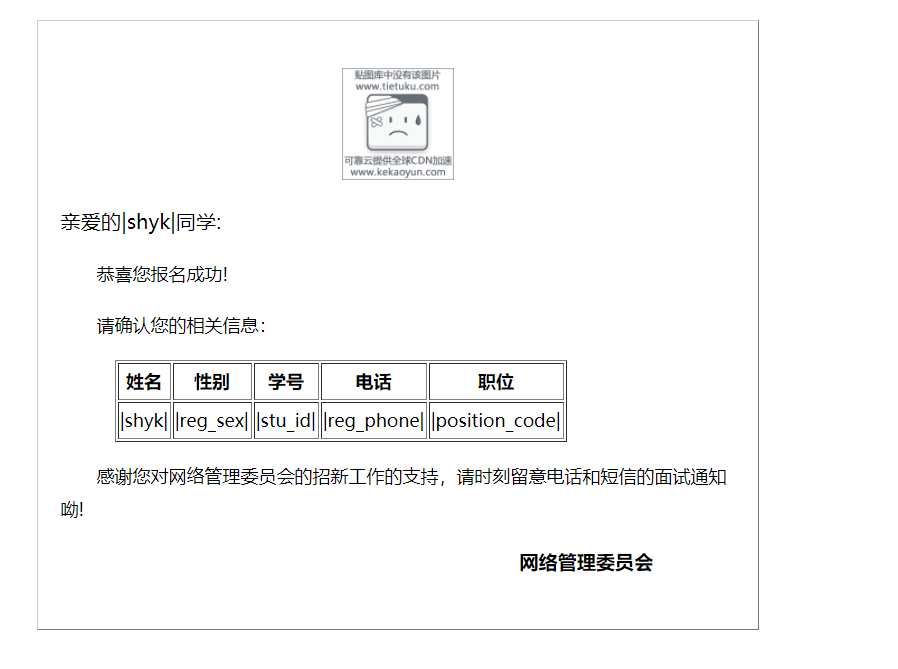 贴图库中没有该图片
www.tietuku.com
可靠云提供全球CDN加速
www.kekaoyun.com
亲爱的|shyk|同学:
恭喜您报名成功!
请确认您的相关信息:
姓名 性别 学号 电话 职位
|shyk| |reg_sex| |stu_id| |reg_phone| |position_code|
感谢您对网络管理委员会的招新工作的支持，请时刻留意电话和短信的面试通知
呦!
网络管理委员会